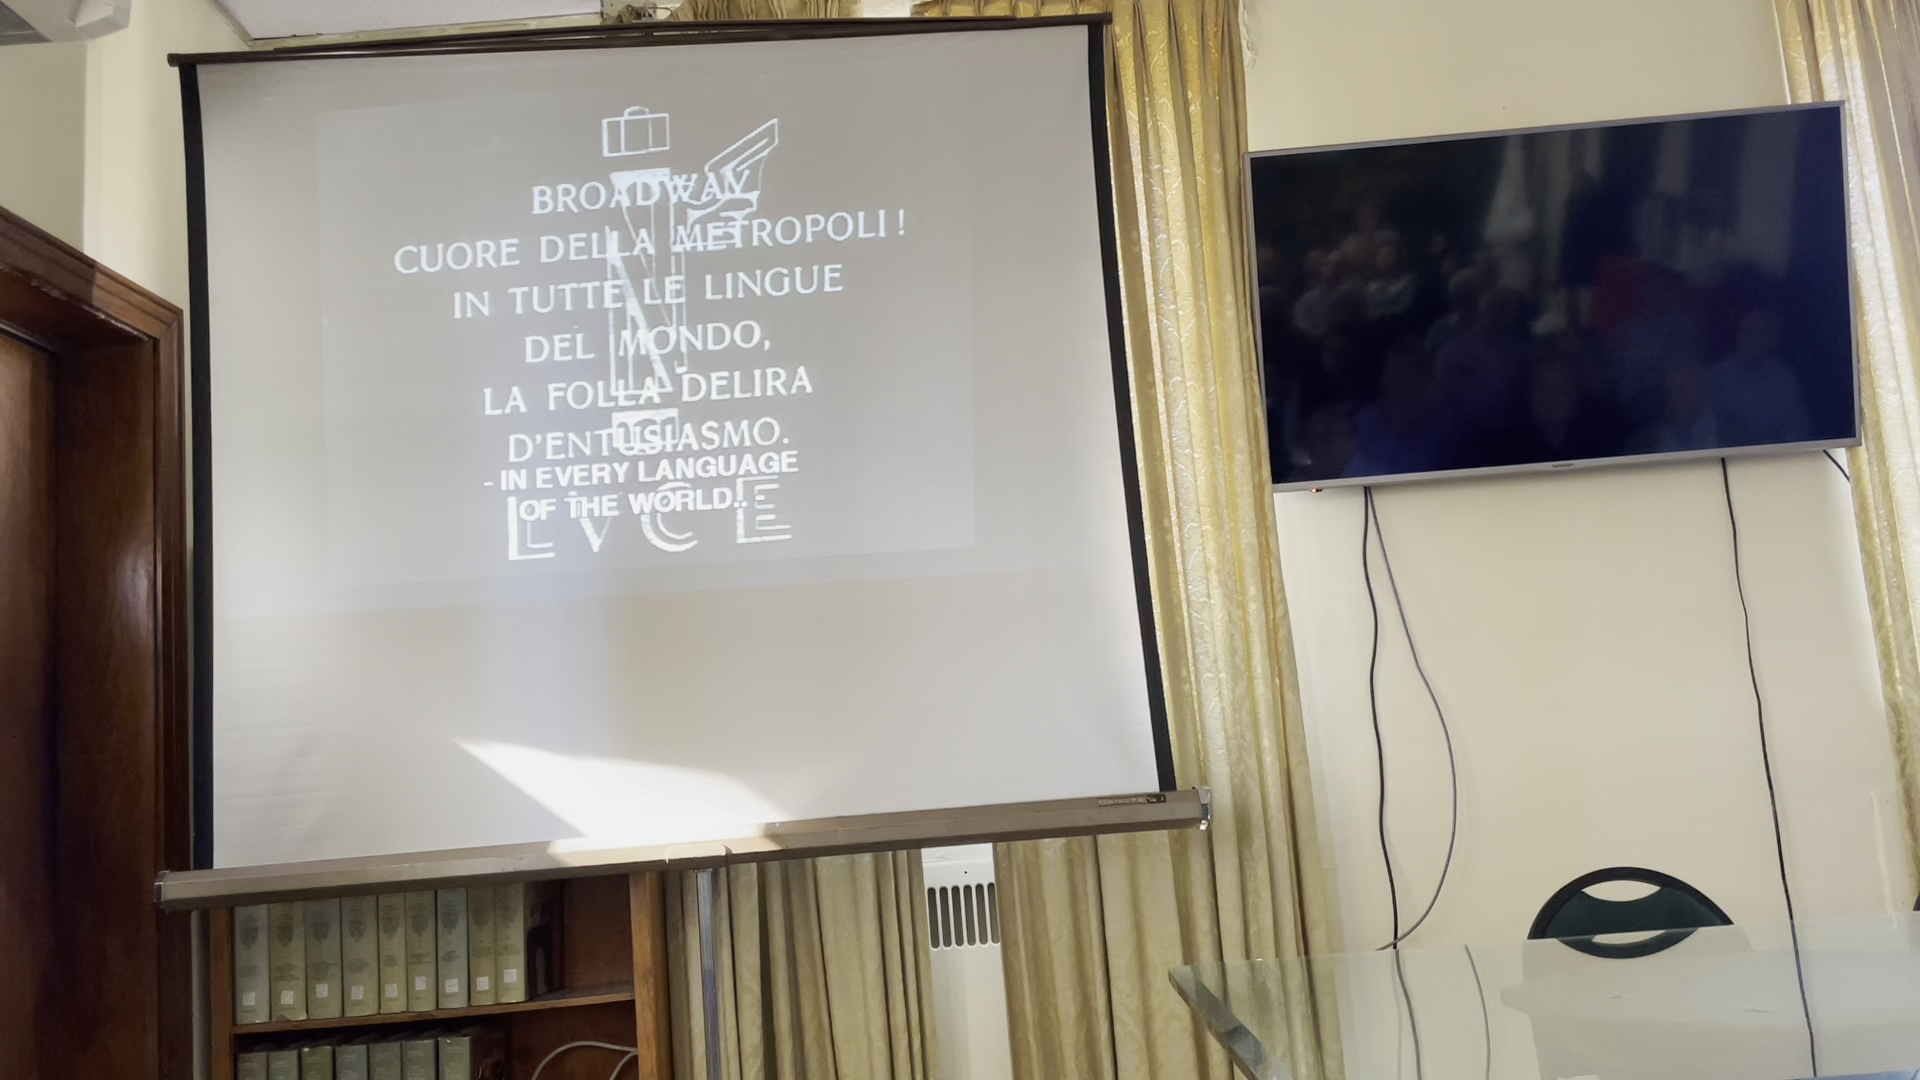 BROADWAY
CUORE DELLA METROPOLI!
IN TUTTE LE LINGUE
DEL MONDO,
LA FOLLA DELIRA
D'ENTUSIASMO.
- IN EVERY LANGUAGE
OF THE WORLD..
LVCE